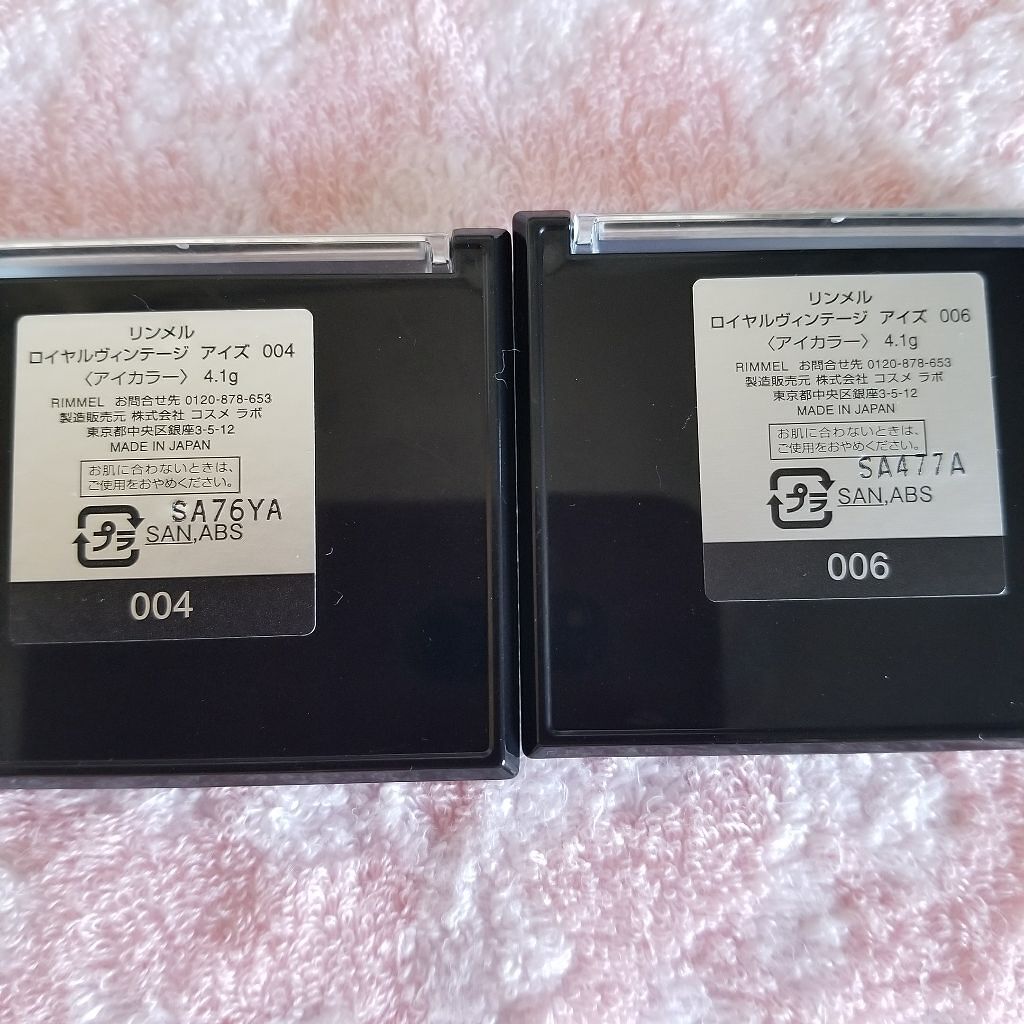 リンメル
ロイヤルヴィンテージ アイズ 004
〈アイカラー〉 4.1g
RIMMEL お問合せ先 0120-878-653
製造販売元 株式会社 コスメ ラボ
東京都中央区銀座3-5-12
MADE IN JAPAN
お肌に合わないときは、
ご使用をおやめください。
SA76YA
プラ
SAN,ABS
004
リンメル
ロイヤルヴィンテージ アイズ 006
〈アイカラー〉 4.1g
RIMMEL お問合せ先 0120-878-653
製造販売元 株式会社 コスメ ラボ
東京都中央区銀座3-5-12
MADE IN JAPAN
お肌に合わないときは、
ご使用をおやめください。
SA477A
プラ
SAN,ABS
006